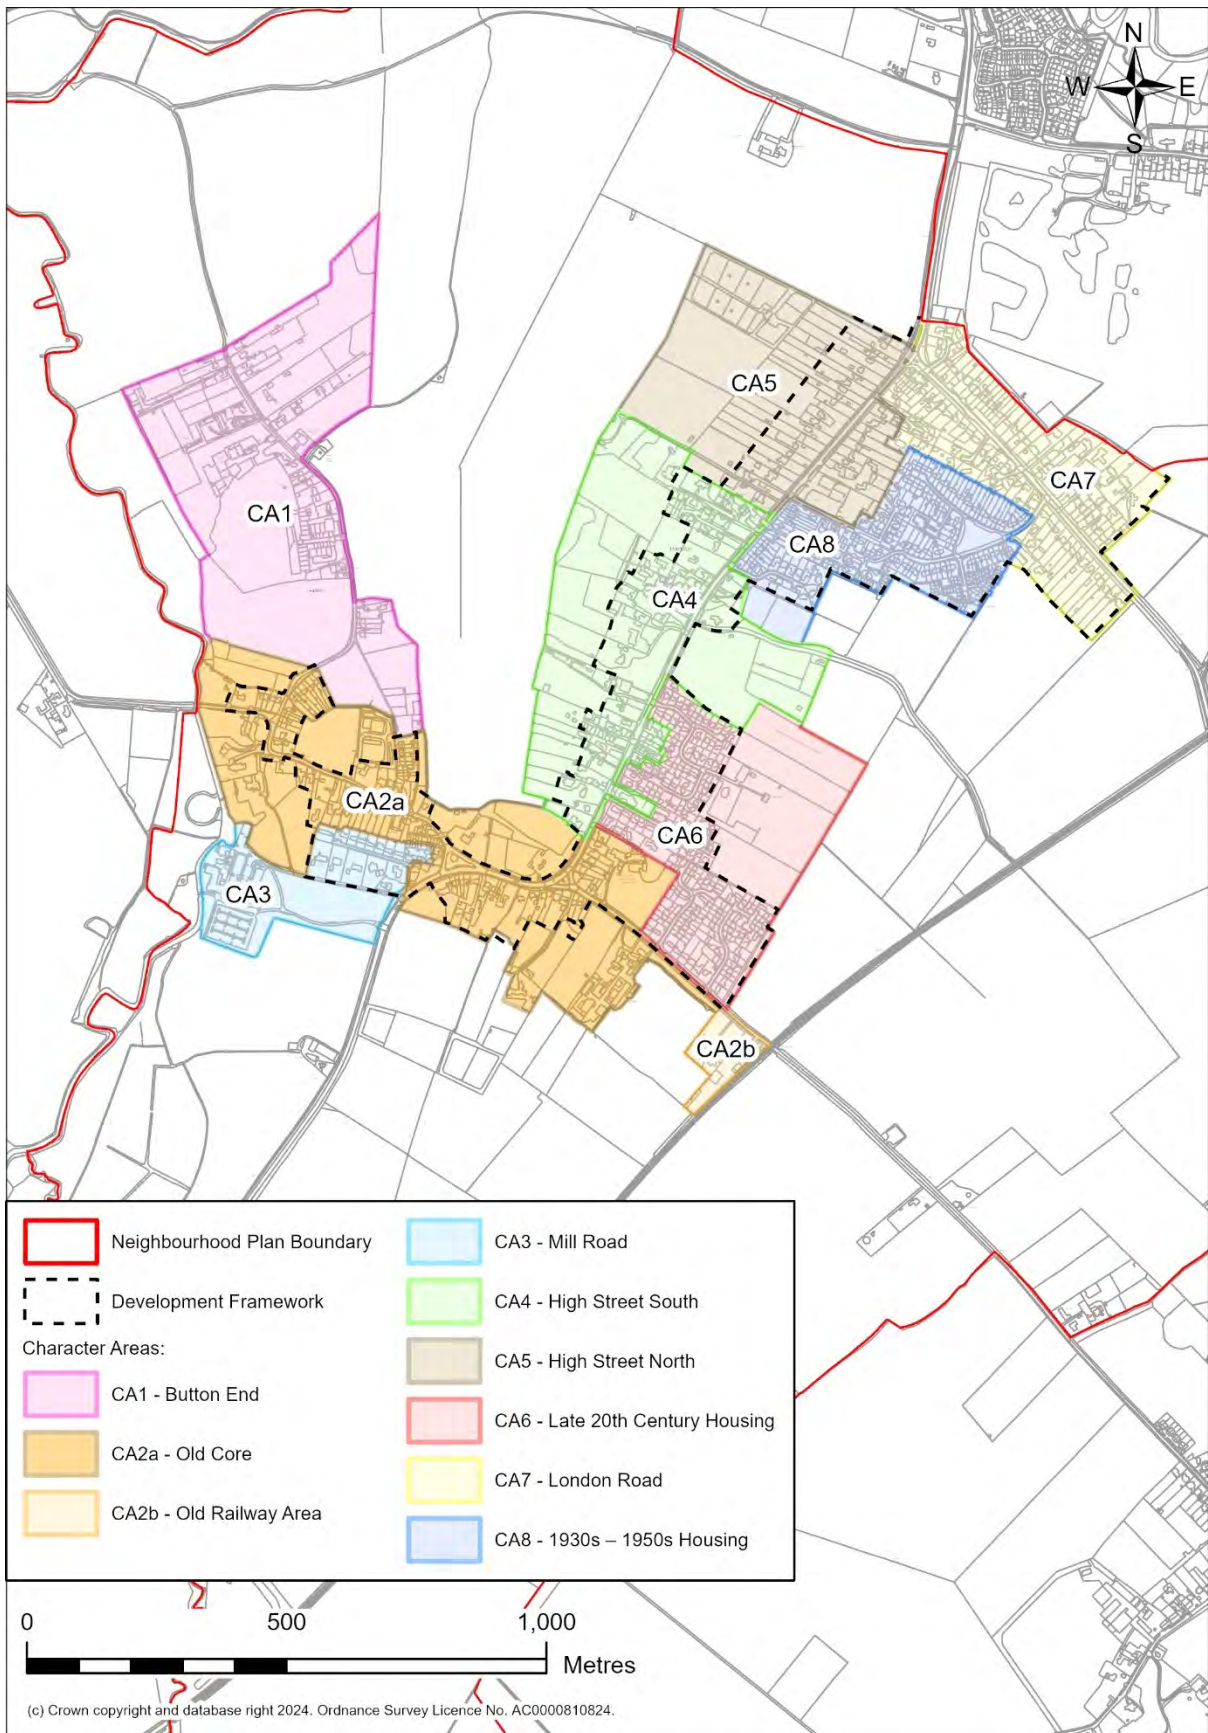 N
W E
S
CA5
CA7
CA1
CA8
CA4
CA2a
CA6
CA3
CA2b
Neighbourhood Plan Boundary
Development Framework
Character Areas:
CA1 - Button End
CA2a - Old Core
CA2b - Old Railway Area
CA3 - Mill Road
CA4 - High Street South
CA5 - High Street North
CA6 - Late 20th Century Housing
CA7 - London Road
CA8 - 1930s – 1950s Housing
0 500 1,000
Metres
(c) Crown copyright and database right 2024. Ordnance Survey Licence No. AC0000810824.